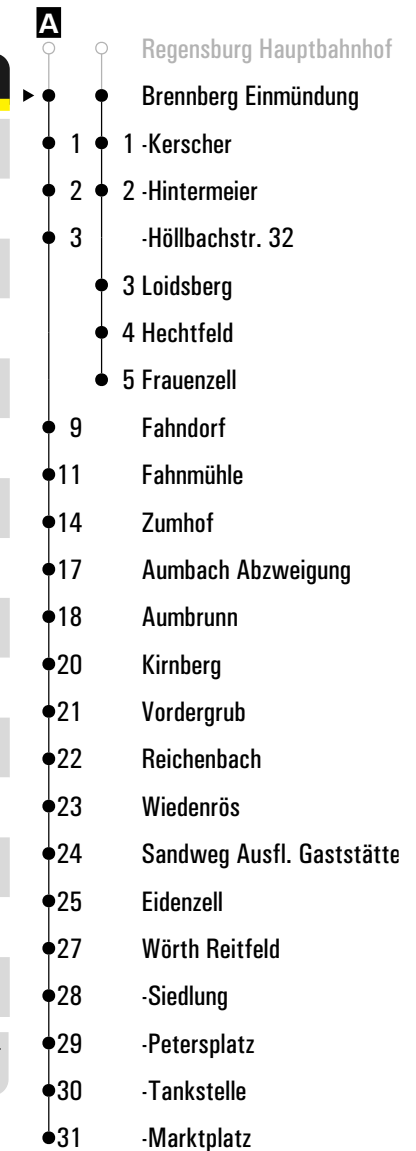 A
Regensburg Hauptbahnhof
Brennberg Einmündung
1 1 -Kerscher
2 2 -Hintermeier
3 -Höllbachstr. 32
3 Loidsberg
4 Hechtfeld
5 Frauenzell
9 Fahndorf
11 Fahnmühle
14 Zumhof
17 Aumbach Abzweigung
18 Aumbrunn
20 Kirnberg
21 Vordergrub
22 Reichenbach
23 Wiedenrös
24 Sandweg Ausfl. Gaststätte
25 Eidenzell
27 Wörth Reitfeld
28 -Siedlung
29 -Petersplatz
30 -Tankstelle
31 -Marktplatz